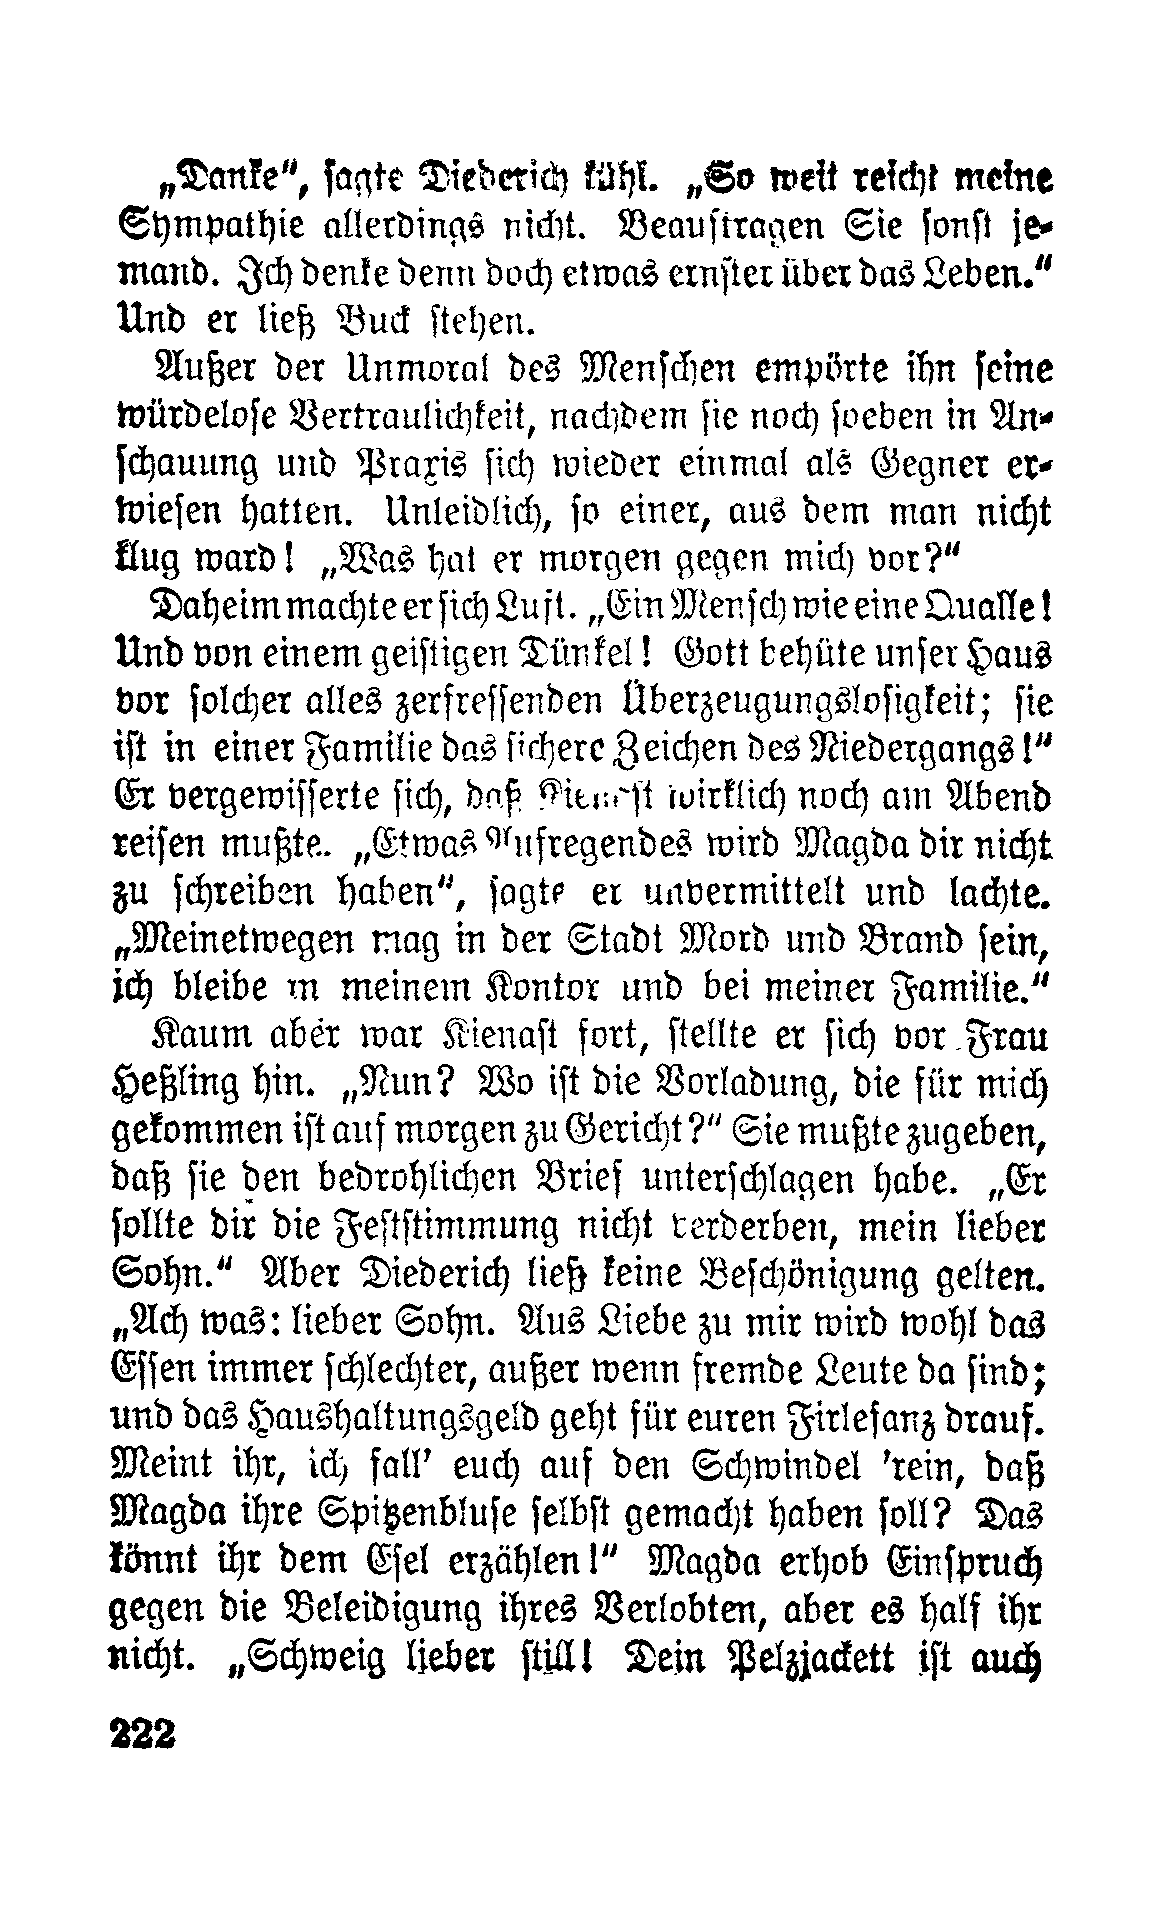 „Danke“, sagte Diederich kühl. „So weit reicht meine
Sympathie allerdings nicht. Beauftragen Sie sonst je-
mand. Ich denke denn doch etwas ernster über das Leben.“
Und er ließ Buck stehen.
Außer der Unmoral des Menschen empörte ihn seine
würdelose Vertraulichkeit, nachdem sie noch soeben in An-
schauung und Praxis sich wieder einmal als Gegner er-
wiesen hatten. Unleidlich, so einer, aus dem man nicht
klug ward! „Was hat er morgen gegen mich vor?“
Daheim machte er sich Luft. „Ein Mensch wie eine Qualle!
Und von einem geistigen Dünkel! Gott behüte unser Haus
vor solcher alles zerfressenden Überzeugungslosigkeit; sie
ist in einer Familie das sichere Zeichen des Niedergangs!“
Er vergewisserte sich, daß Kienast wirklich noch am Abend
reisen mußte. „Etwas Aufregendes wird Magda dir nicht
zu schreiben haben“, sagte er unvermittelt und lachte.
„Meinetwegen mag in der Stadt Mord und Brand sein,
ich bleibe in meinem Kontor und bei meiner Familie.“
Kaum aber war Kienast fort, stellte er sich vor Frau
Heßling hin. „Nun? Wo ist die Vorladung, die für mich
gekommen ist auf morgen zu Gericht?“ Sie mußte zugeben,
daß sie den bedrohlichen Brief unterschlagen habe. „Er
sollte dir die Feststimmung nicht verderben, mein lieber
Sohn.“ Aber Diederich ließ keine Beschönigung gelten.
„Ach was: lieber Sohn. Aus Liebe zu mir wird wohl das
Essen immer schlechter, außer wenn fremde Leute da sind;
und das Haushaltungsgeld geht für euren Firlefanz drauf.
Meint ihr, ich fall’ euch auf den Schwindel ’rein, daß
Magda ihre Spitzenbluse selbst gemacht haben soll? Das
könnt ihr dem Esel erzählen!“ Magda erhob Einspruch
gegen die Beleidigung ihres Verlobten, aber es half ihr
nicht. „Schweig lieber still! Dein Pelzjackett ist auch
222